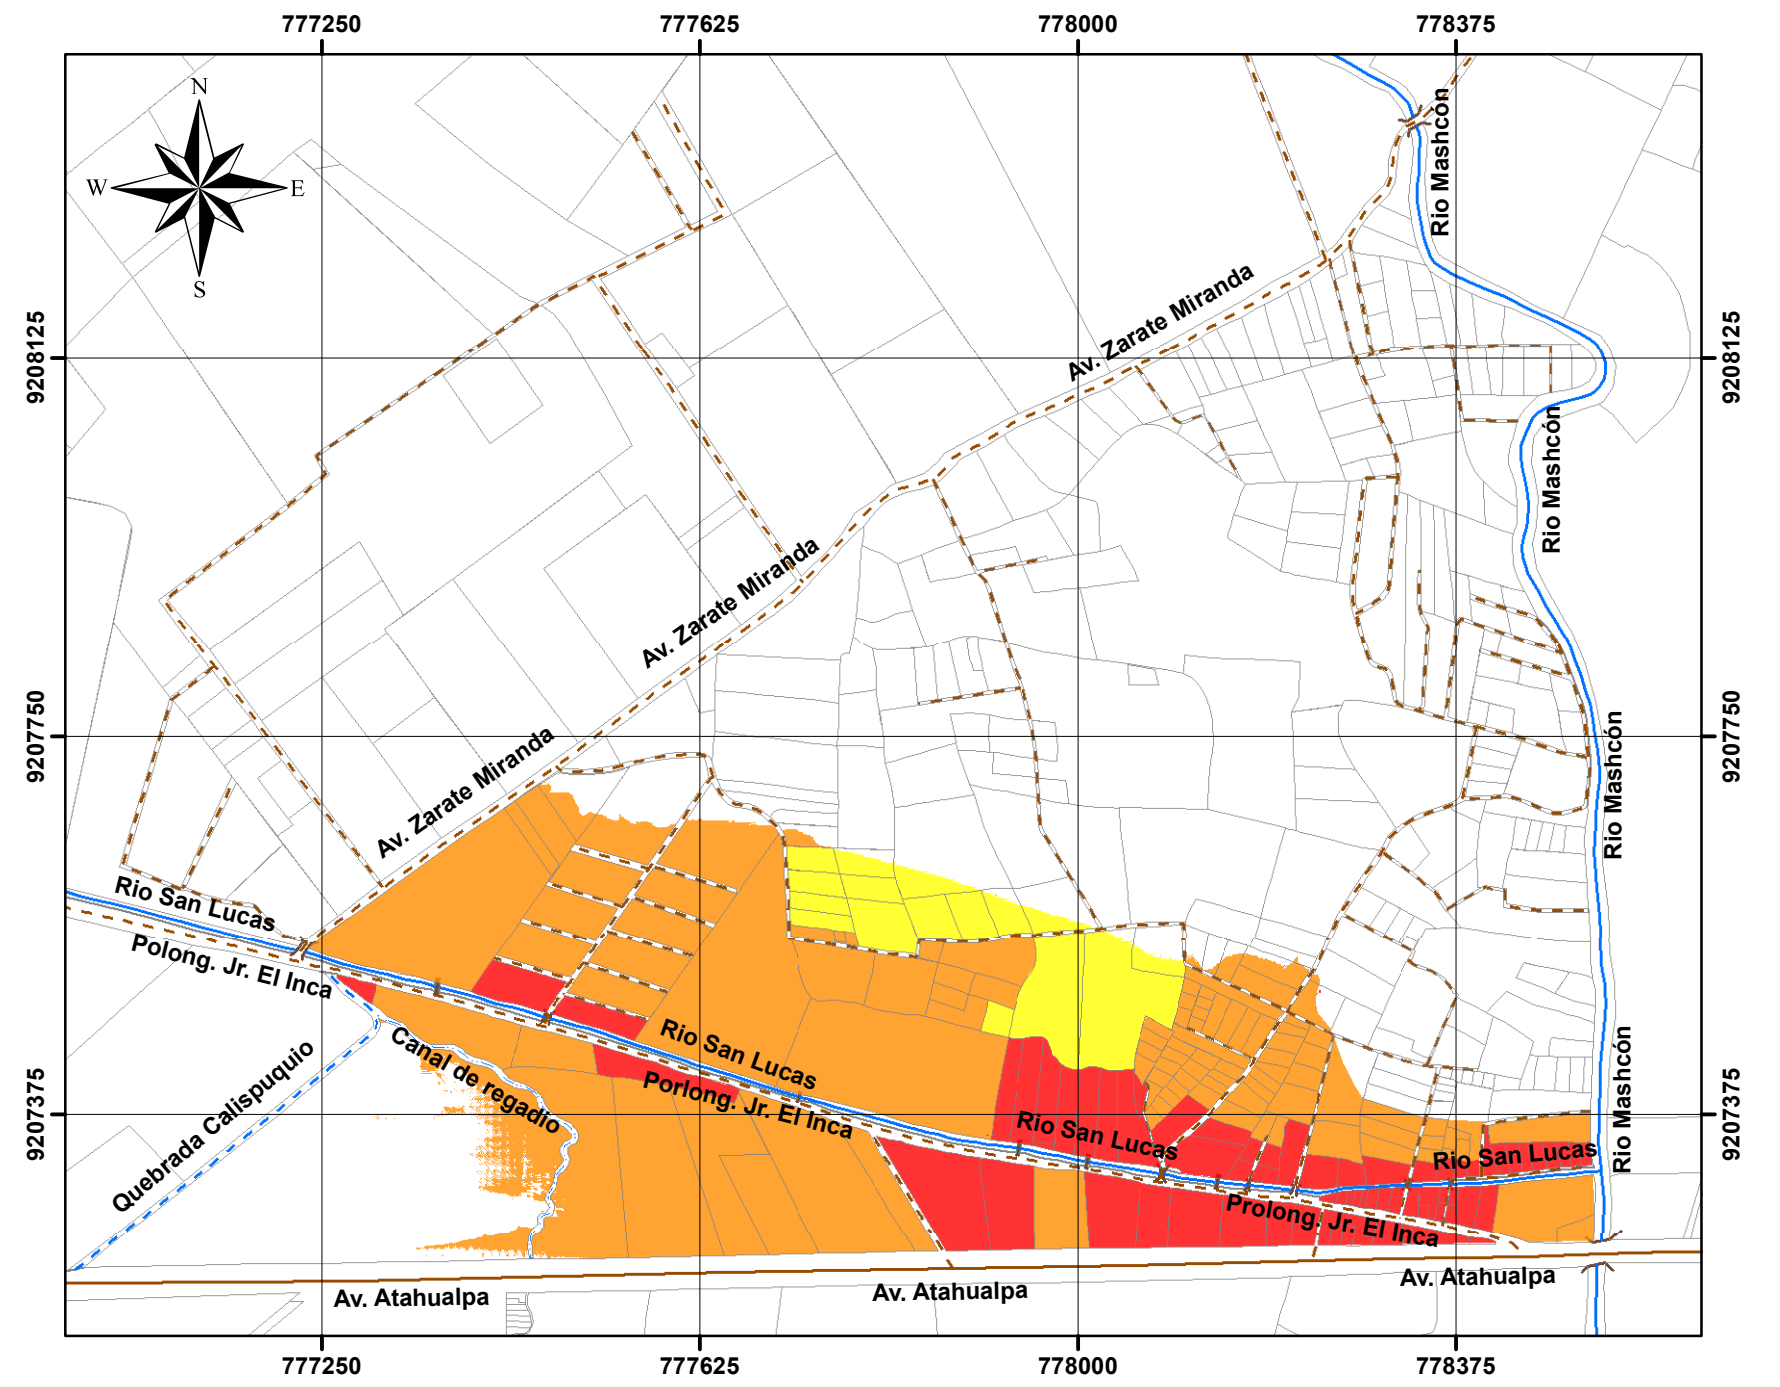 777250 777625 778000 778375
N
W E
S
Rio Mashcón
Av. Zarate Miranda
9208125 9208125
Rio Mashcón
Av. Zarate Miranda
9207750 9207750
Av. Zarate Miranda
Rio Mashcón
Rio San Lucas
Polong. Jr. El Inca
Rio San Lucas
Canal de regadio
Quebrada Calispuquio
Porlong. Jr. El Inca
Rio Mashcón
9207375 9207375
Rio San Lucas
Rio San Lucas
Prolong. Jr. El Inca
Av. Atahualpa
Av. Atahualpa
Av. Atahualpa
777250 777625 778000 778375